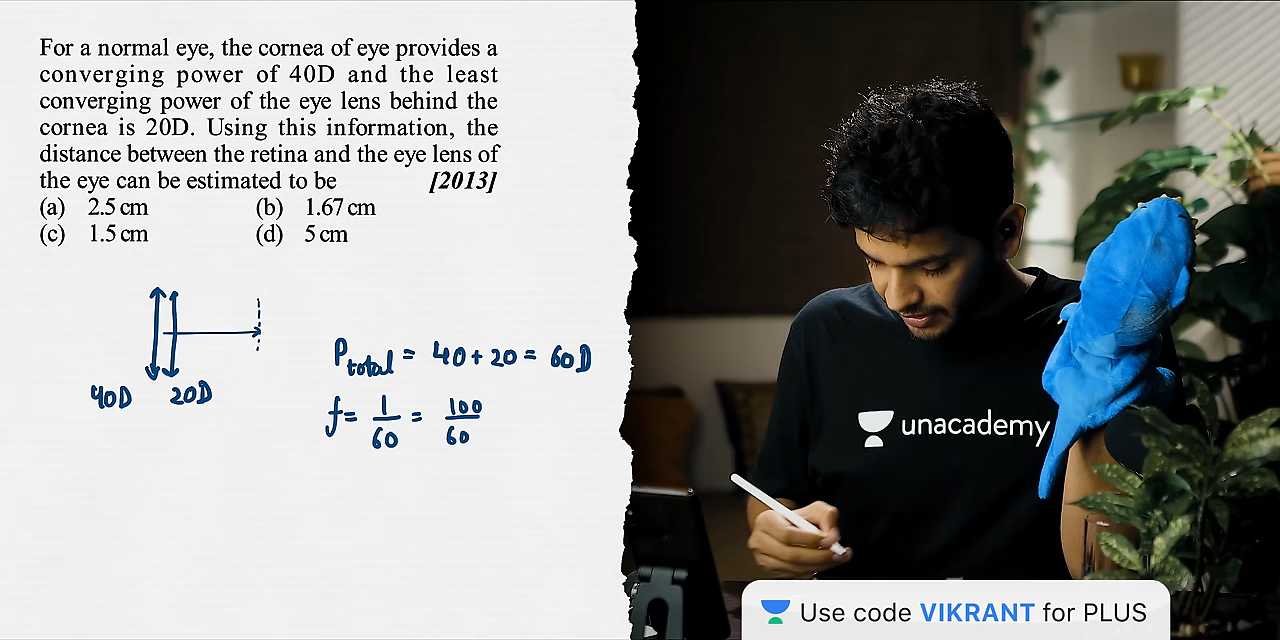 For a normal eye, the cornea of eye provides a
converging power of 40D and the least
converging power of the eye lens behind the
cornea is 20D. Using this information, the
distance between the retina and the eye lens of
the eye can be estimated to be [2013]
(a) 2.5 cm (b) 1.67 cm
(c) 1.5 cm (d) 5 cm
40D 20D
P_total = 40 + 20 = 60D
f = 1/60 = 100/60
unacademy
Use code VIKRANT for PLUS